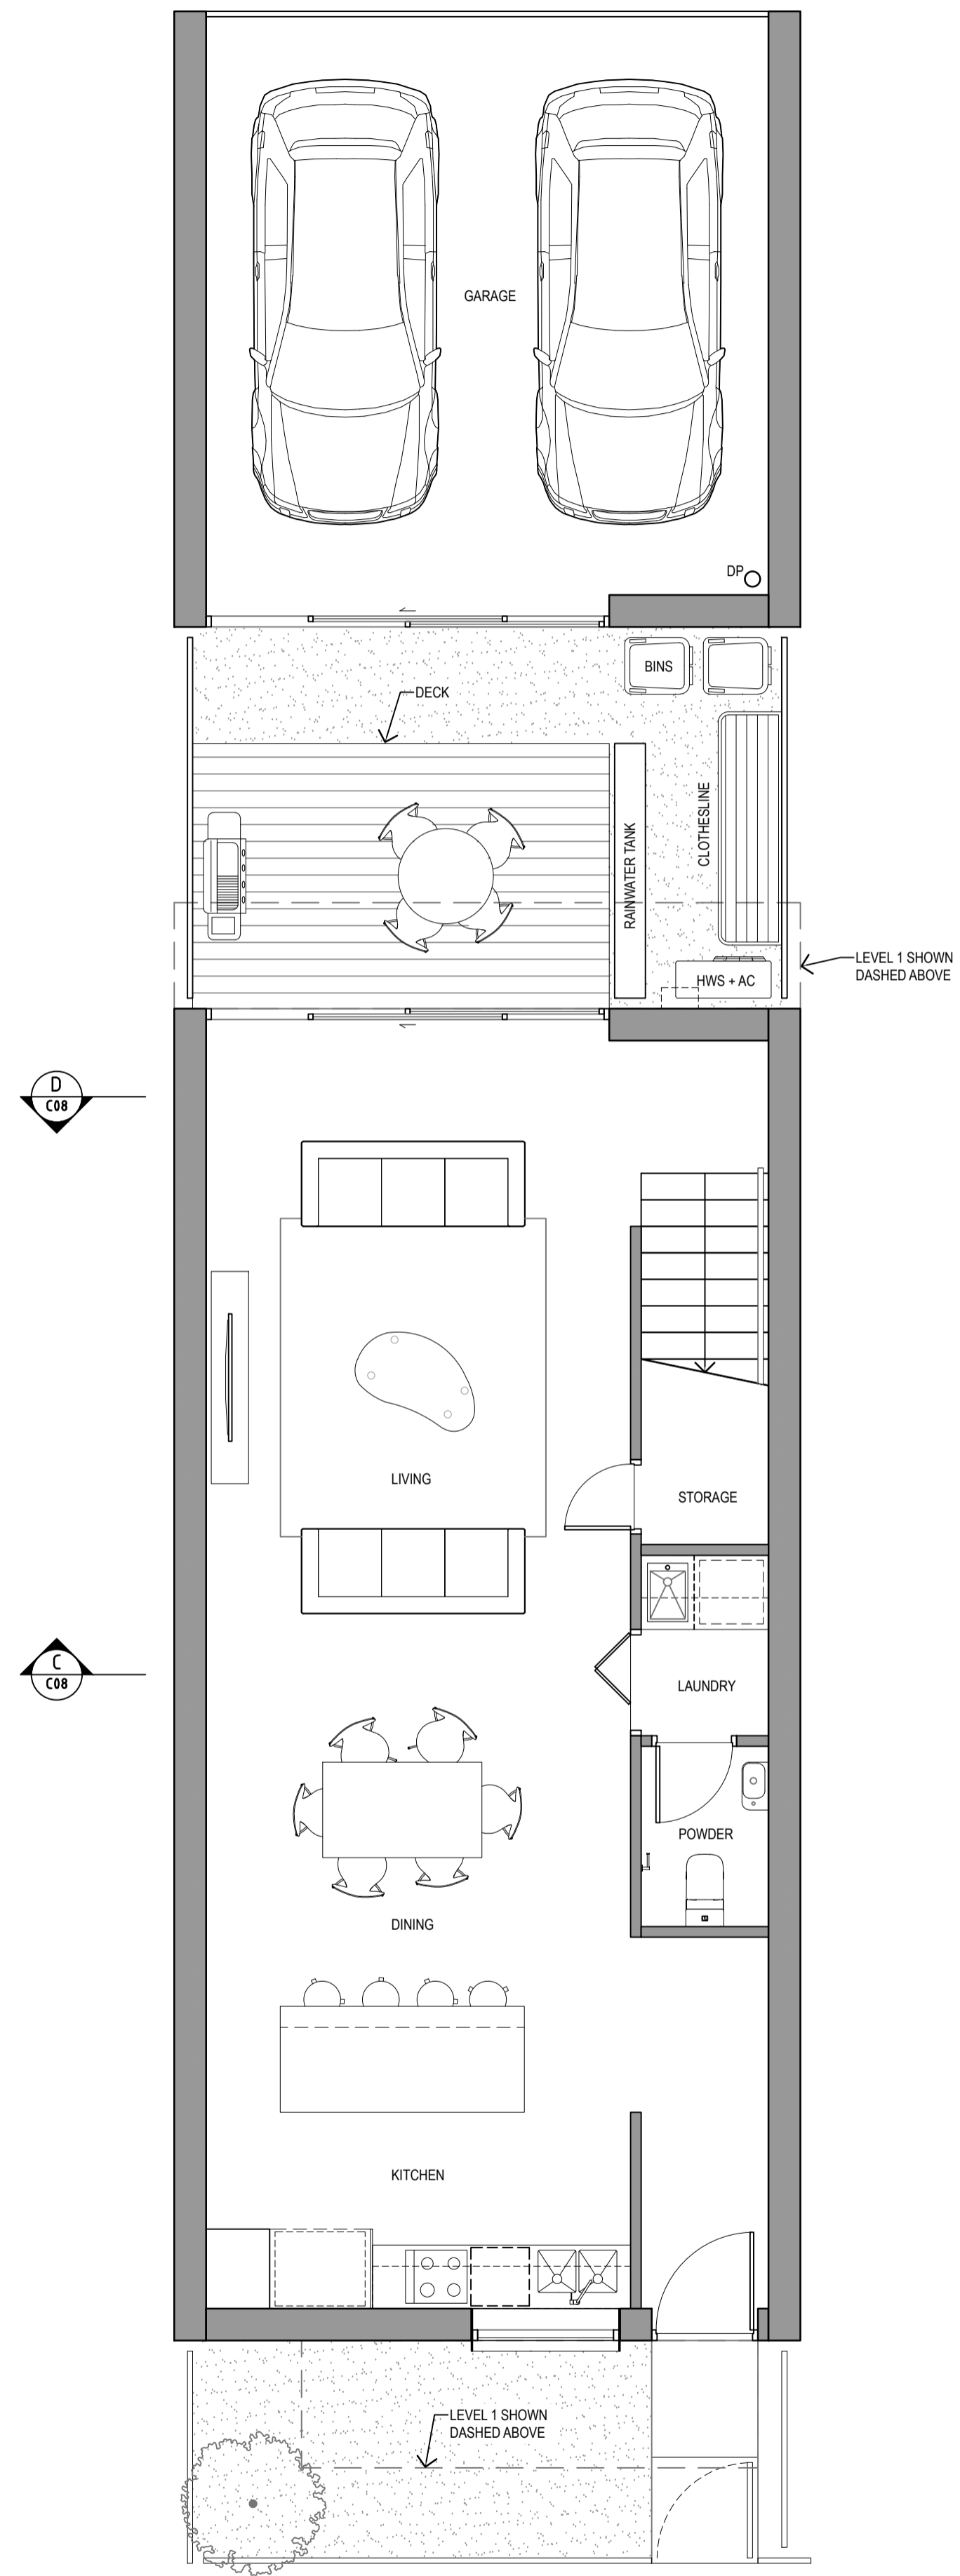 GARAGE
DP
BINS
DECK
CLOTHESLINE
RAINWATER TANK
LEVEL 1 SHOWN
DASHED ABOVE
HWS + AC
D
C08
LIVING
STORAGE
C
C08
LAUNDRY
POWDER
DINING
KITCHEN
LEVEL 1 SHOWN
DASHED ABOVE